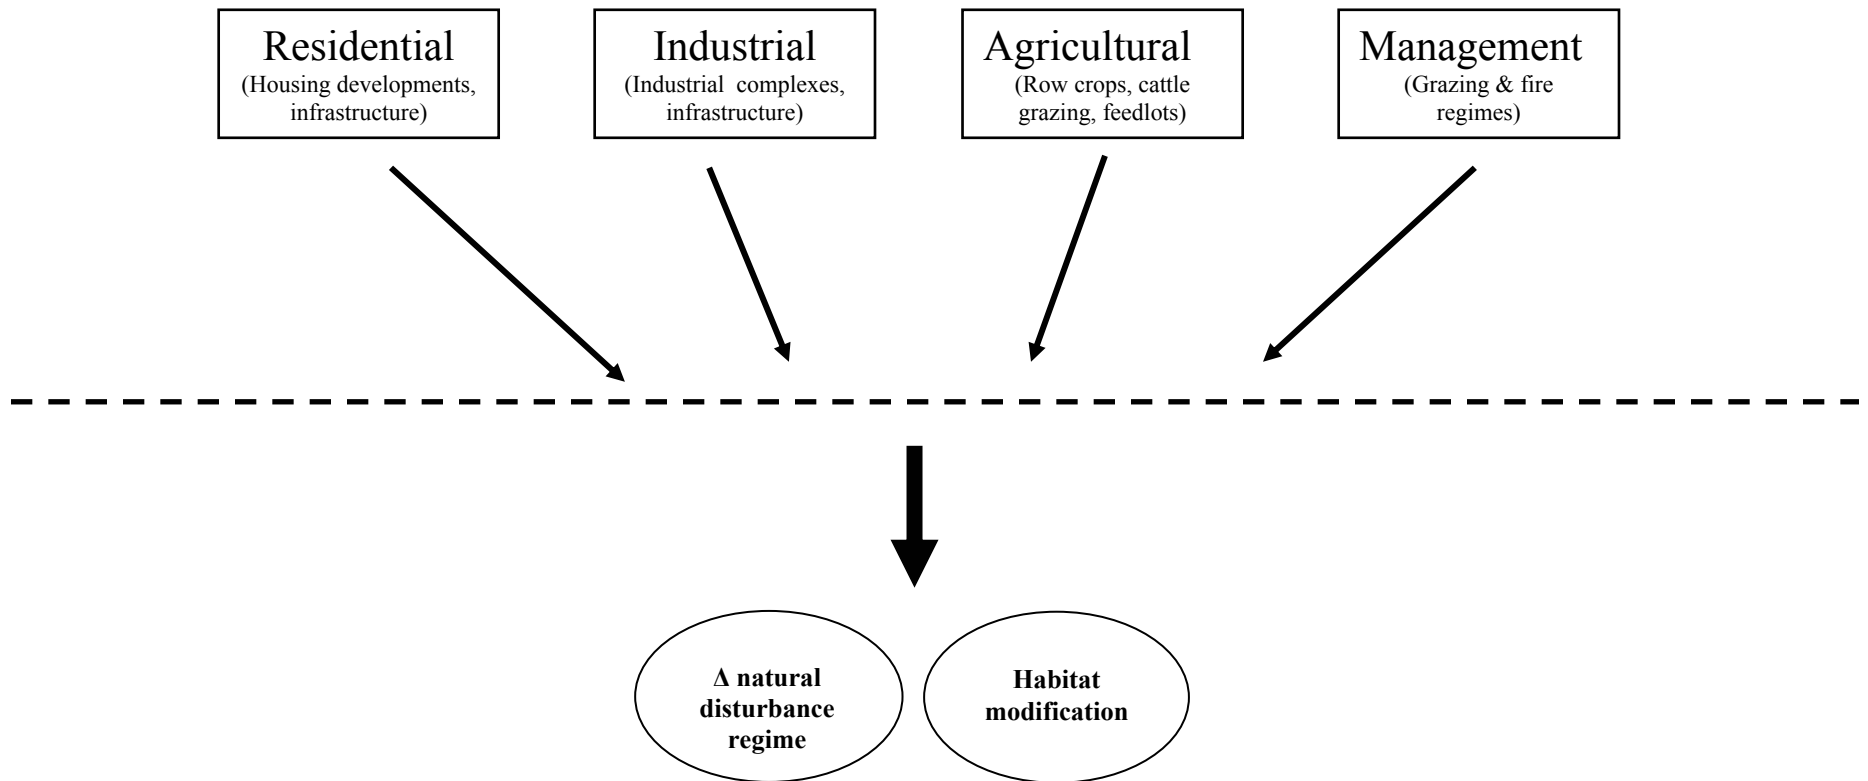 Residential
(Housing developments,
infrastructure)
Industrial
(Industrial complexes,
infrastructure)
Agricultural
(Row crops, cattle
grazing, feedlots)
Management
(Grazing & fire
regimes)
Δ natural
disturbance
regime
Habitat
modification